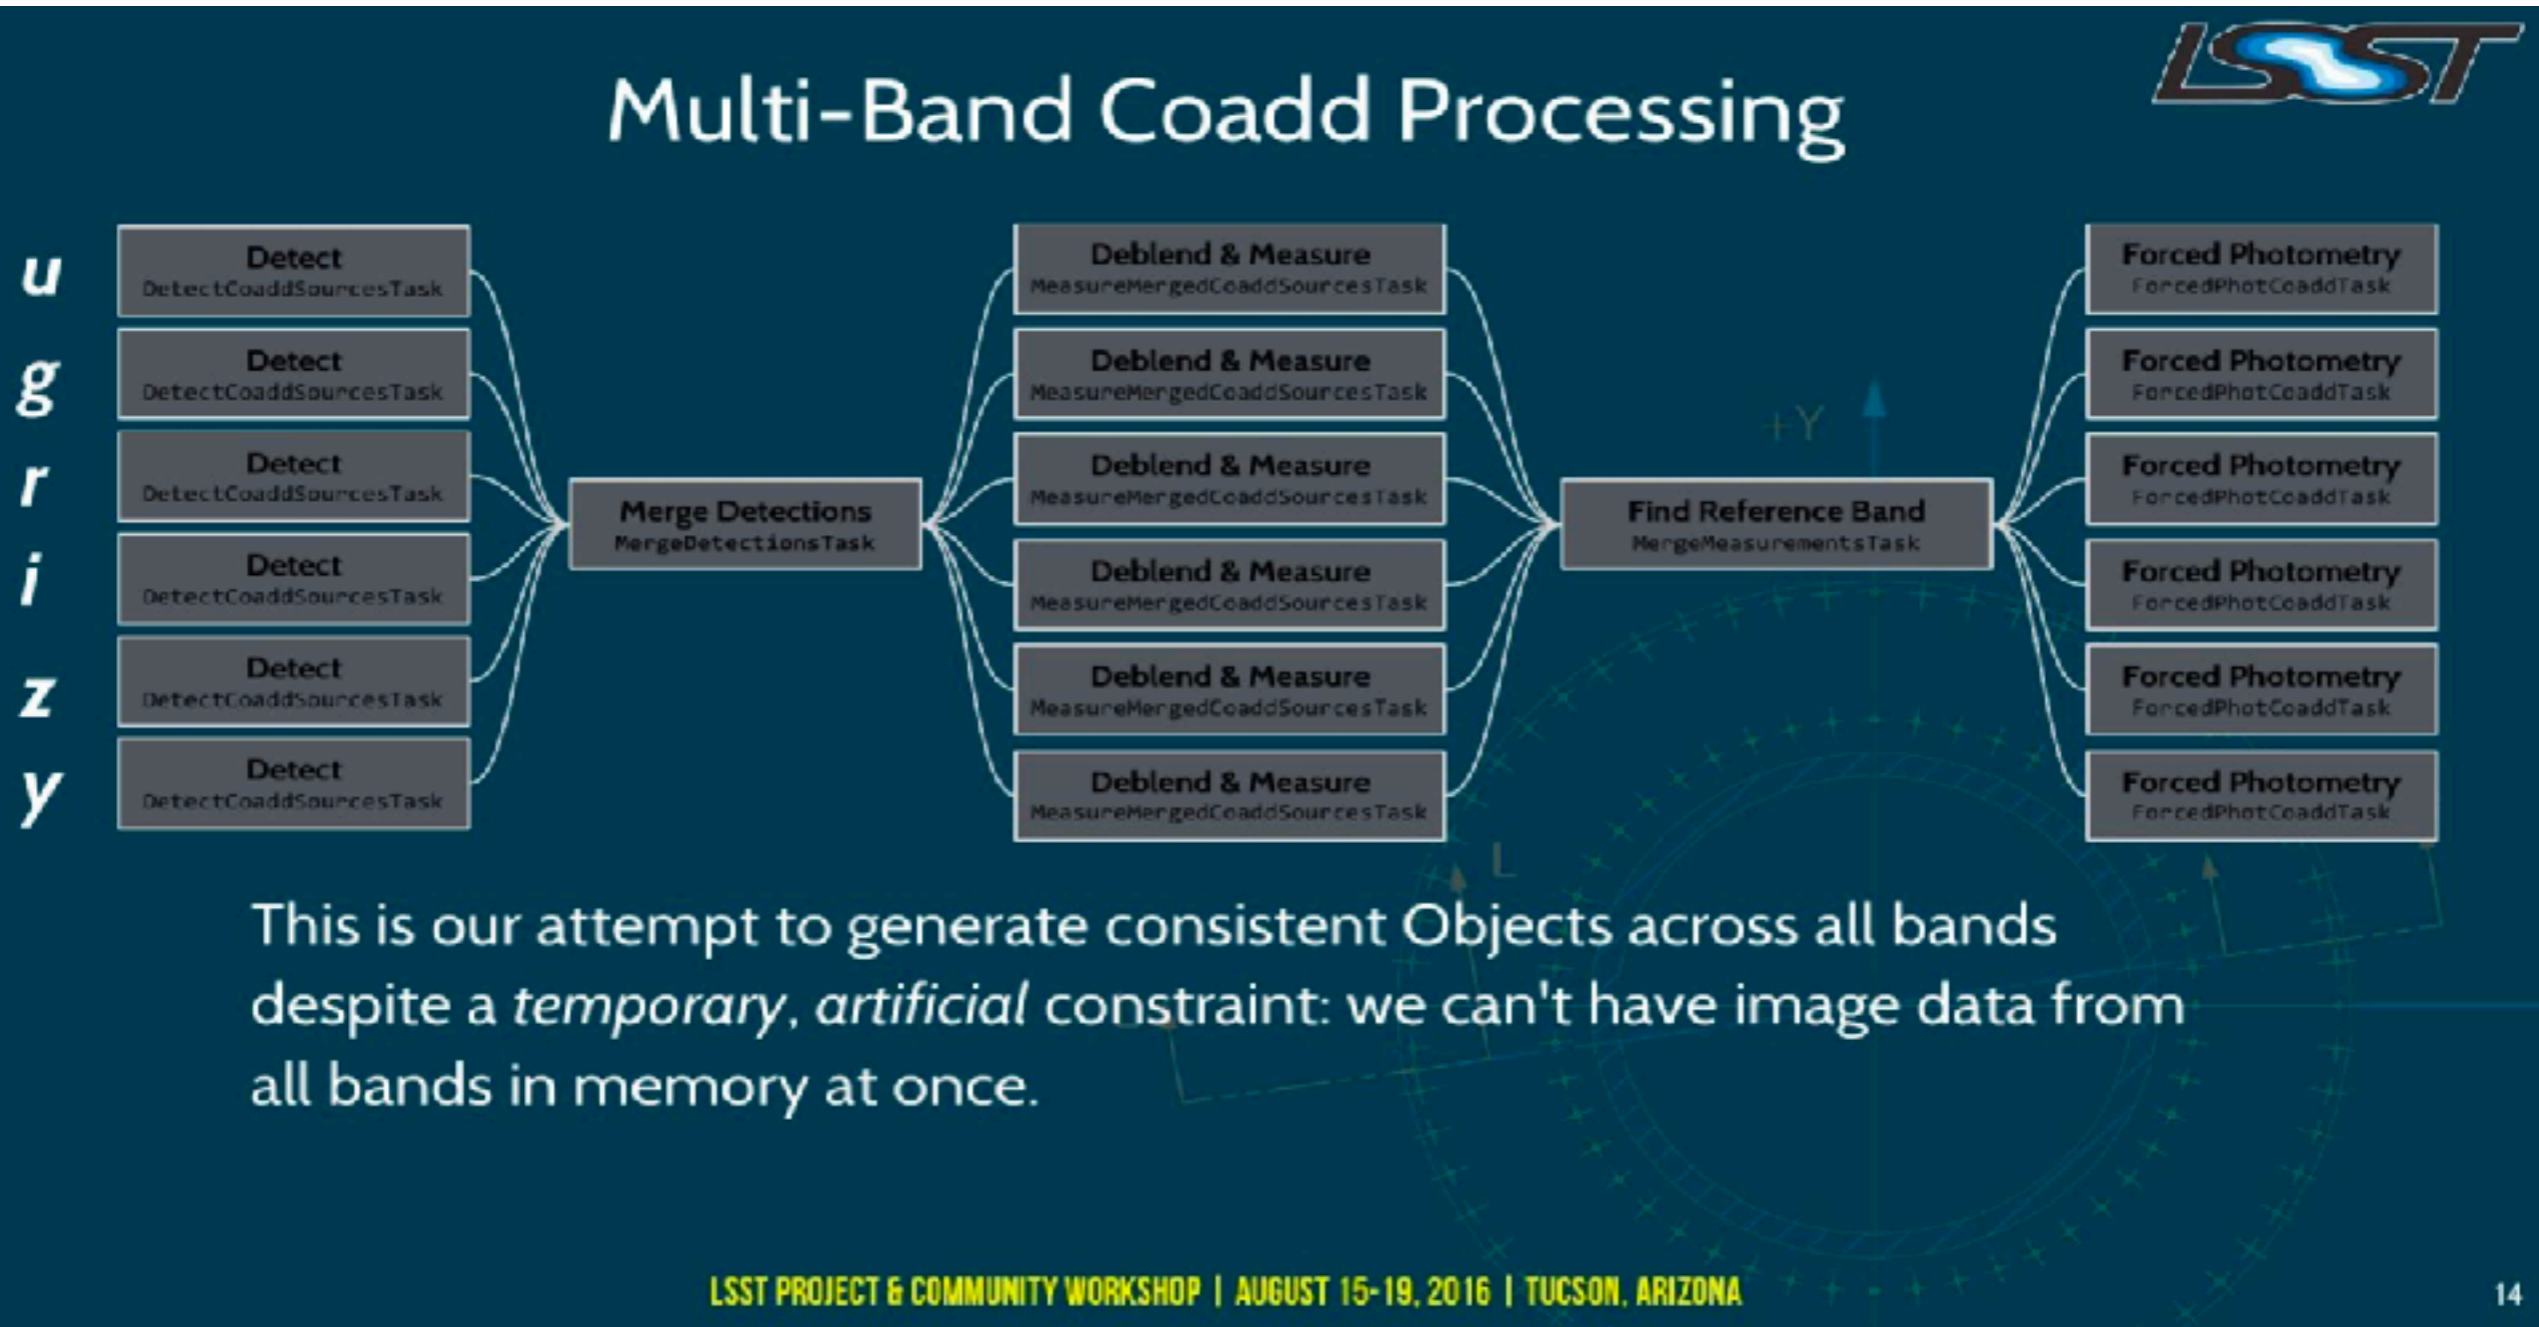 LSST
Multi-Band Coadd Processing
u
Detect
DetectCoaddSourcesTask
g
Detect
DetectCoaddSourcesTask
r
Detect
DetectCoaddSourcesTask
i
Detect
DetectCoaddSourcesTask
z
Detect
DetectCoaddSourcesTask
y
Detect
DetectCoaddSourcesTask
Merge Detections
MergeDetectionsTask
Deblend & Measure
MeasureMergedCoaddSourcesTask
Deblend & Measure
MeasureMergedCoaddSourcesTask
Deblend & Measure
MeasureMergedCoaddSourcesTask
Deblend & Measure
MeasureMergedCoaddSourcesTask
Deblend & Measure
MeasureMergedCoaddSourcesTask
Deblend & Measure
MeasureMergedCoaddSourcesTask
Find Reference Band
MergeMeasurementsTask
Forced Photometry
ForcedPhotCoaddTask
Forced Photometry
ForcedPhotCoaddTask
Forced Photometry
ForcedPhotCoaddTask
Forced Photometry
ForcedPhotCoaddTask
Forced Photometry
ForcedPhotCoaddTask
Forced Photometry
ForcedPhotCoaddTask
+Y
L
This is our attempt to generate consistent Objects across all bands
despite a temporary, artificial constraint: we can't have image data from
all bands in memory at once.
LSST PROJECT & COMMUNITY WORKSHOP | AUGUST 15-19, 2016 | TUCSON, ARIZONA
14